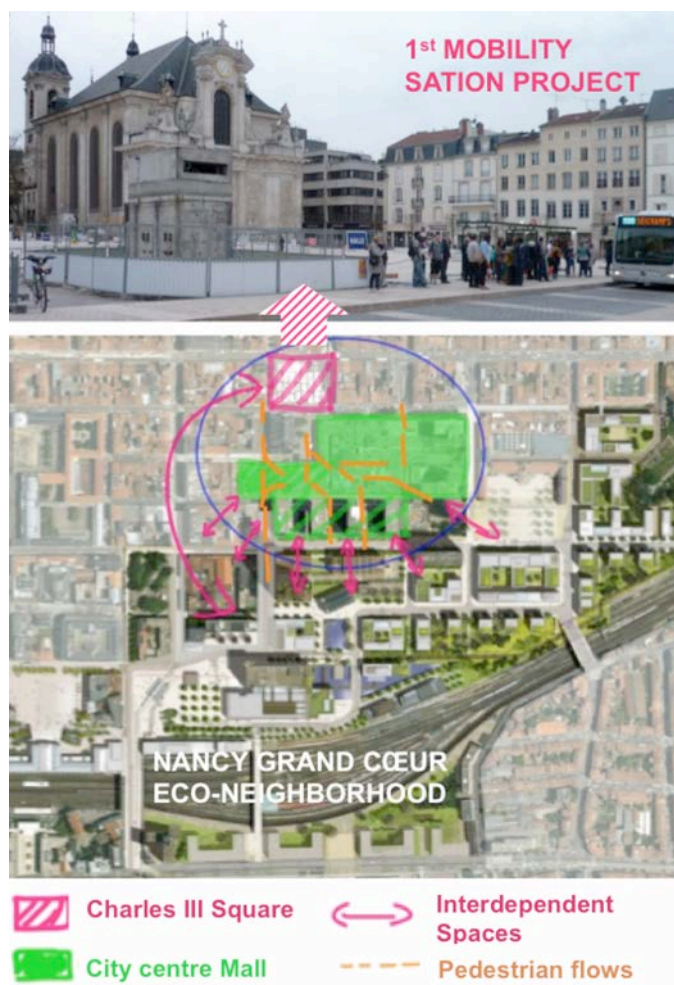 1st MOBILITY
SATION PROJECT
NANCY GRAND CŒUR
ECO-NEIGHBORHOOD
Charles III Square
Interdependent
Spaces
City centre Mall
Pedestrian flows